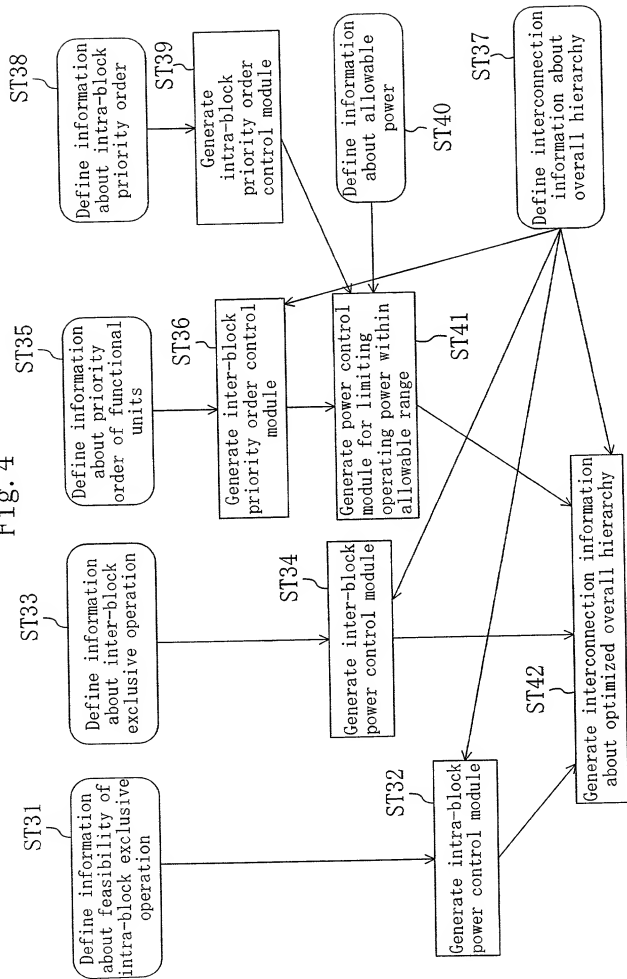 Fig. 4
ST31
Define information
about feasibility of
intra-block exclusive
operation
ST33
Define information
about inter-block
exclusive operation
ST35
Define information
about priority
order of functional
units
ST38
Define information
about intra-block
priority order
ST39
Generate
intra-block
priority order
control module
ST36
Generate inter-block
priority order control
module
Define information
about allowable
power
ST40
ST34
Generate inter-block
power control module
Generate power control
module for limiting
operating power within
allowable range
ST41
ST32
Generate intra-block
power control module
ST37
Define interconnection
information about
overall hierarchy
Generate interconnection information
about optimized overall hierarchy
ST42